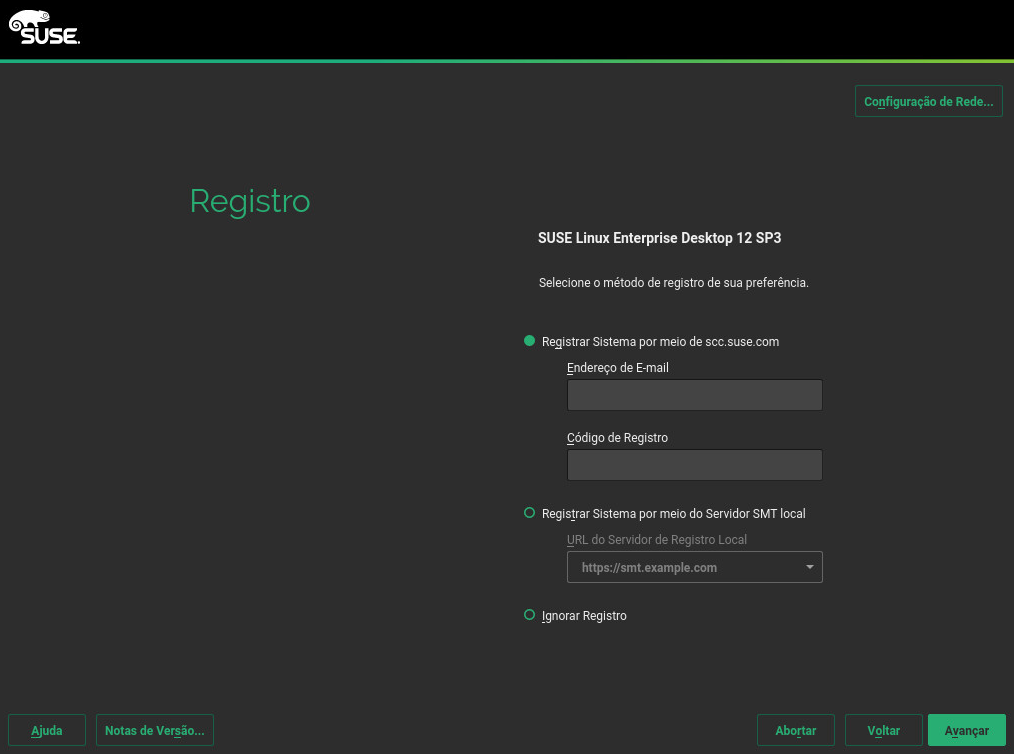 SUSE
Configuração de Rede...
Registro
SUSE Linux Enterprise Desktop 12 SP3
Selecione o método de registro de sua preferência.
Registrar Sistema por meio de scc.suse.com
Endereço de E-mail
Código de Registro
Registrar Sistema por meio do Servidor SMT local
URL do Servidor de Registro Local
https://smt.example.com
Ignorar Registro
Ajuda
Notas de Versão...
Abortar
Voltar
Avançar